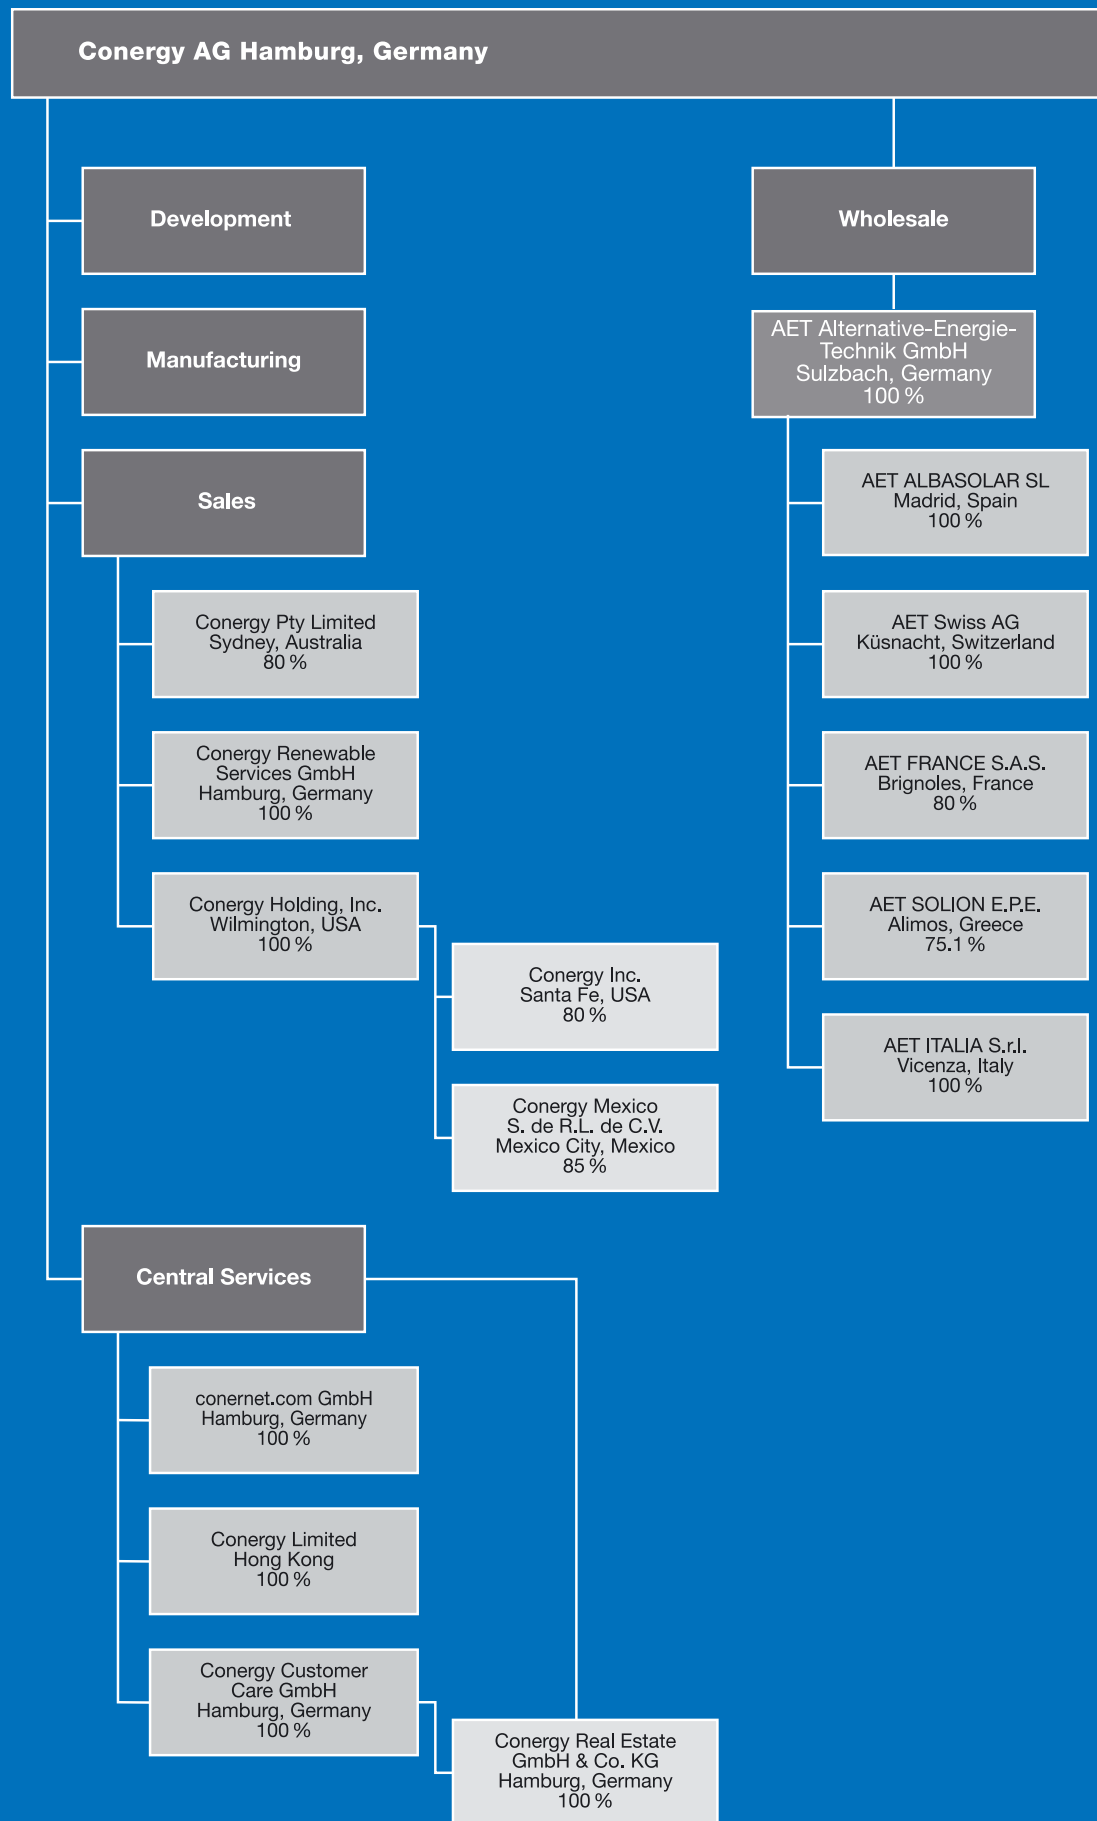 Conergy AG Hamburg, Germany
Development
Manufacturing
Sales
Conergy Pty Limited
Sydney, Australia
80 %
Conergy Renewable
Services GmbH
Hamburg, Germany
100 %
Conergy Holding, Inc.
Wilmington, USA
100 %
Conergy Inc.
Santa Fe, USA
80 %
Conergy Mexico
S. de R.L. de C.V.
Mexico City, Mexico
85 %
Central Services
conernet.com GmbH
Hamburg, Germany
100 %
Conergy Limited
Hong Kong
100 %
Conergy Customer
Care GmbH
Hamburg, Germany
100 %
Conergy Real Estate
GmbH & Co. KG
Hamburg, Germany
100 %
Wholesale
AET Alternative-Energie-
Technik GmbH
Sulzbach, Germany
100 %
AET ALBASOLAR SL
Madrid, Spain
100 %
AET Swiss AG
Küsnacht, Switzerland
100 %
AET FRANCE S.A.S.
Brignoles, France
80 %
AET SOLION E.P.E.
Alimos, Greece
75.1 %
AET ITALIA S.r.l.
Vicenza, Italy
100 %